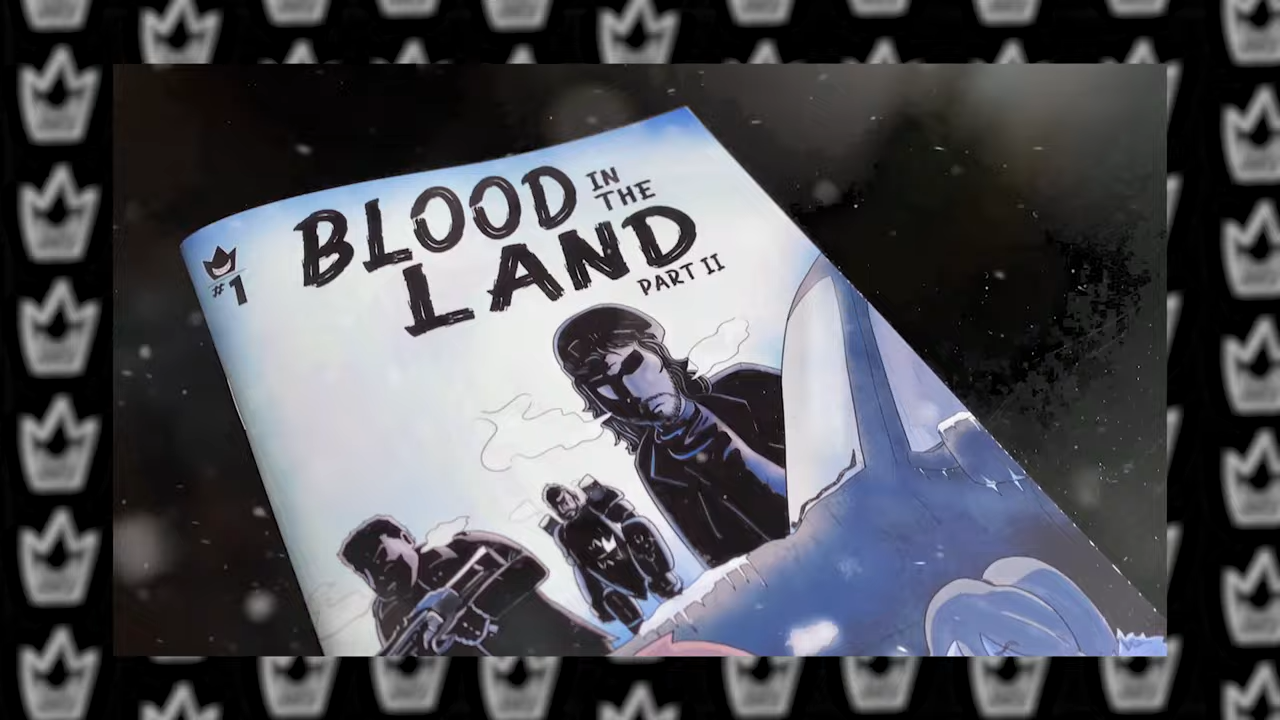 BLOOD IN
THE
LAND
PART II
#1